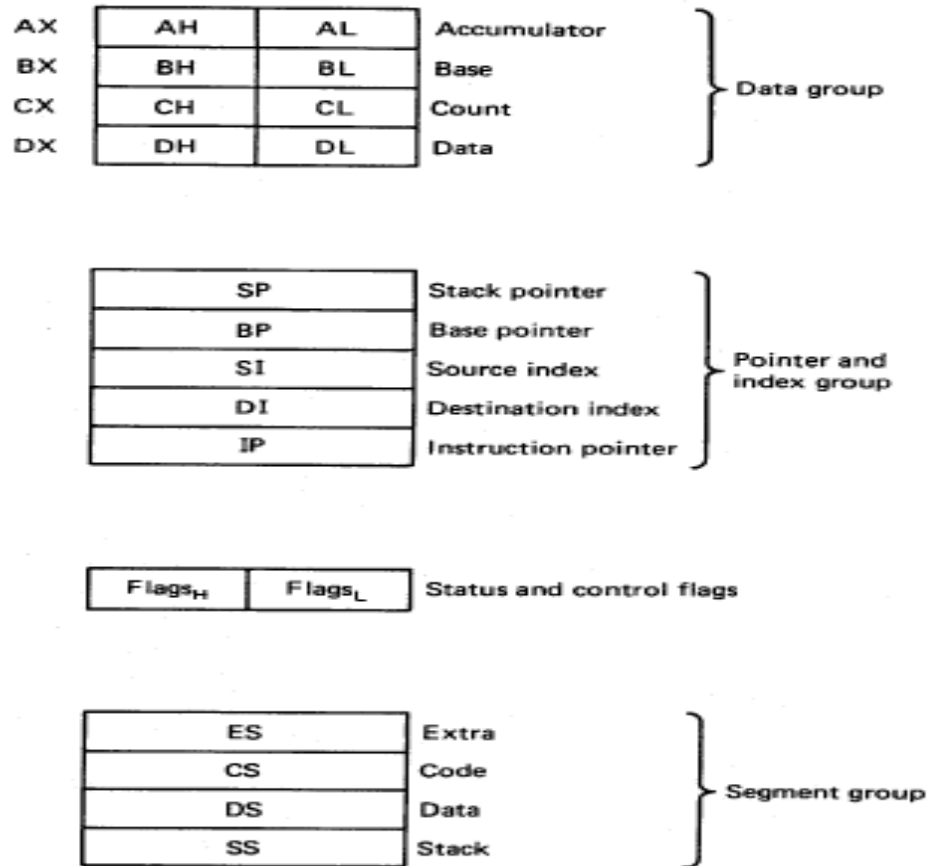 AX AH AL Accumulator
BX BH BL Base
CX CH CL Count
DX DH DL Data
Data group
SP Stack pointer
BP Base pointer
SI Source index
DI Destination index
IP Instruction pointer
Pointer and
index group
FlagsH FlagsL Status and control flags
ES Extra
CS Code
DS Data
SS Stack
Segment group